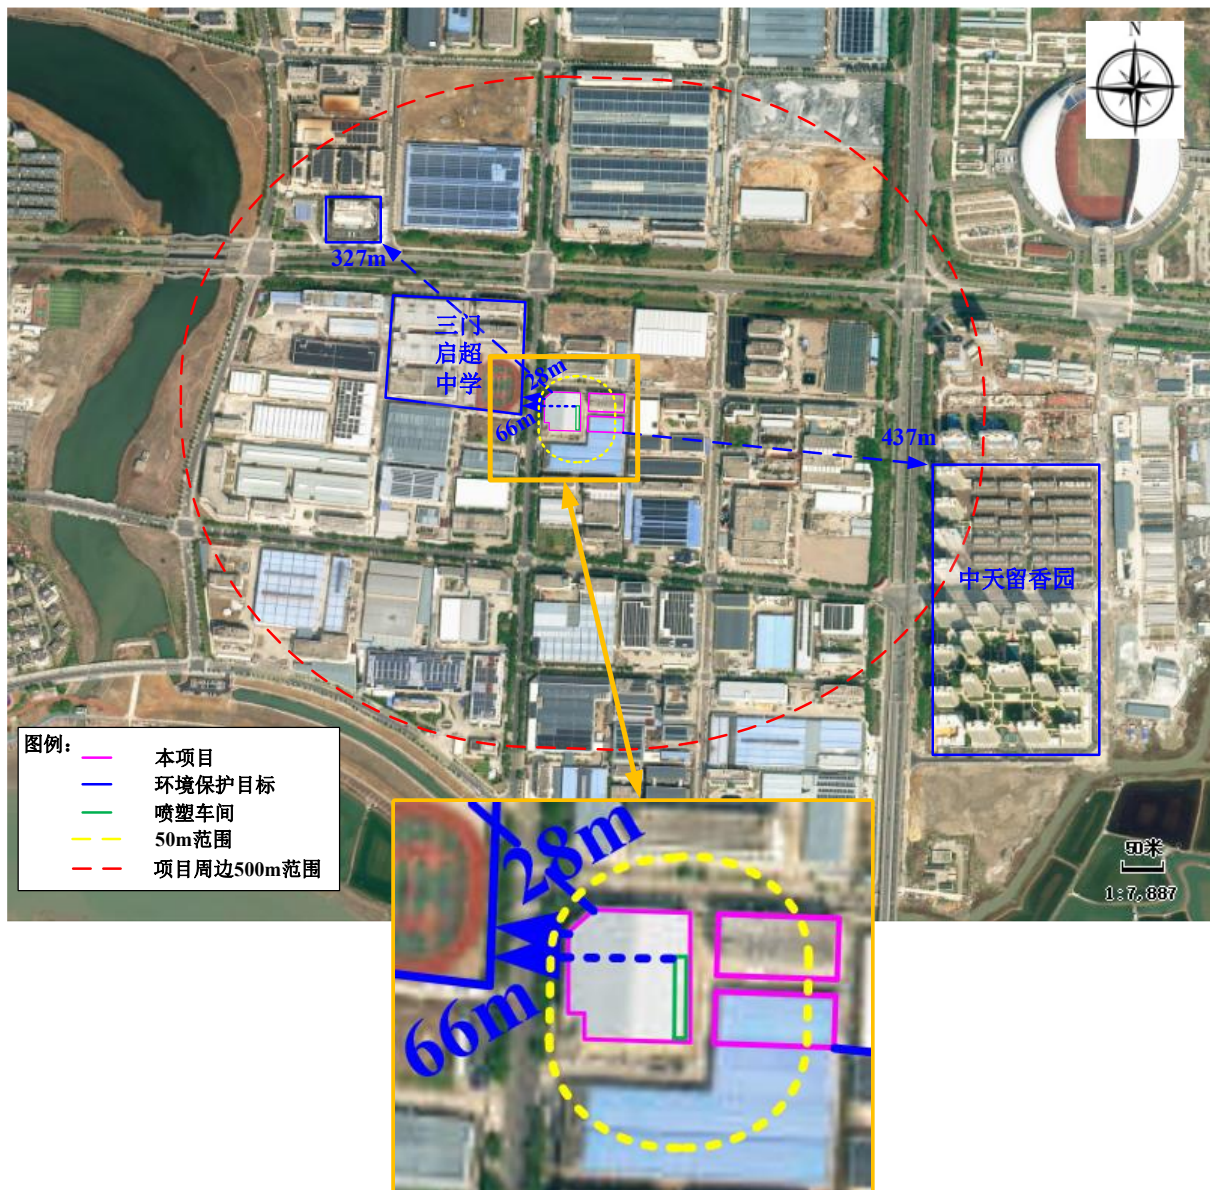 N
327m
三门
启超
中学
28m
66m
437m
中天留香园
图例：
本项目
环境保护目标
喷塑车间
50m范围
项目周边500m范围
50米
1:7,887
28m
66m